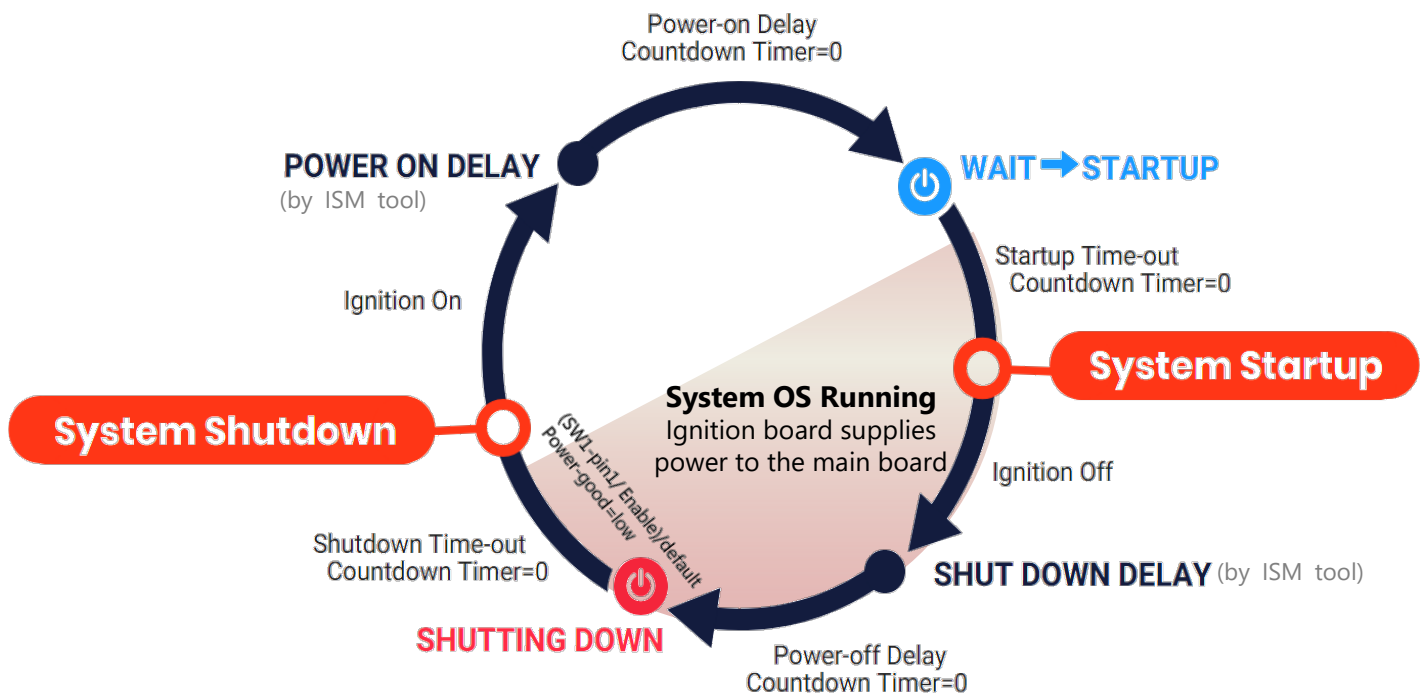 Power-on Delay
Countdown Timer=0
POWER ON DELAY
(by ISM tool)
WAIT STARTUP
Startup Time-out
Countdown Timer=0
Ignition On
System Startup
System OS Running
Ignition board supplies
power to the main board
System Shutdown
(SW1-pin1/ Enable)/default
Power-good=low
Ignition Off
Shutdown Time-out
Countdown Timer=0
SHUT DOWN DELAY (by ISM tool)
SHUTTING DOWN
Power-off Delay
Countdown Timer=0